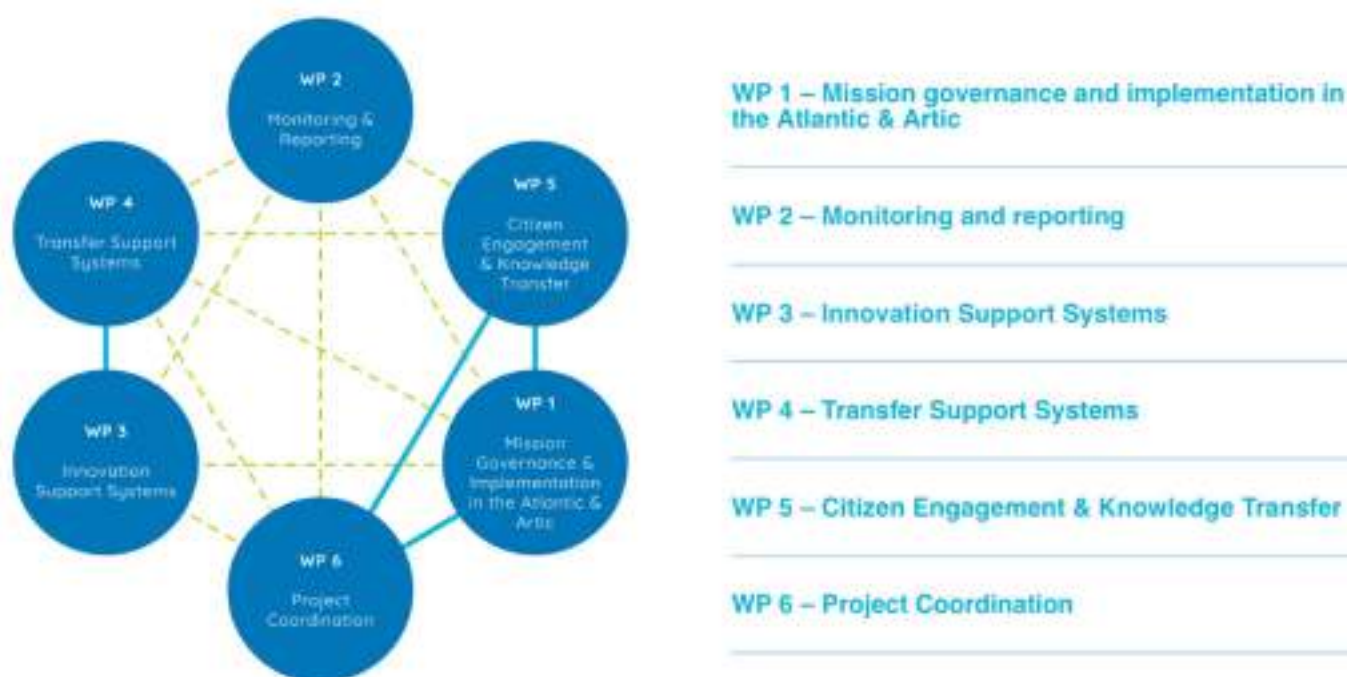 WP 2
Monitoring &
Reporting
WP 4
Transfer Support
Systems
WP 5
Citizen
Engagement
& Knowledge
Transfer
WP 3
Innovation
Support Systems
WP 1
Mission
Governance &
Implementation
in the Atlantic &
Artic
WP 6
Project
Coordination
WP 1 – Mission governance and implementation in
the Atlantic & Artic
WP 2 – Monitoring and reporting
WP 3 – Innovation Support Systems
WP 4 – Transfer Support Systems
WP 5 – Citizen Engagement & Knowledge Transfer
WP 6 – Project Coordination